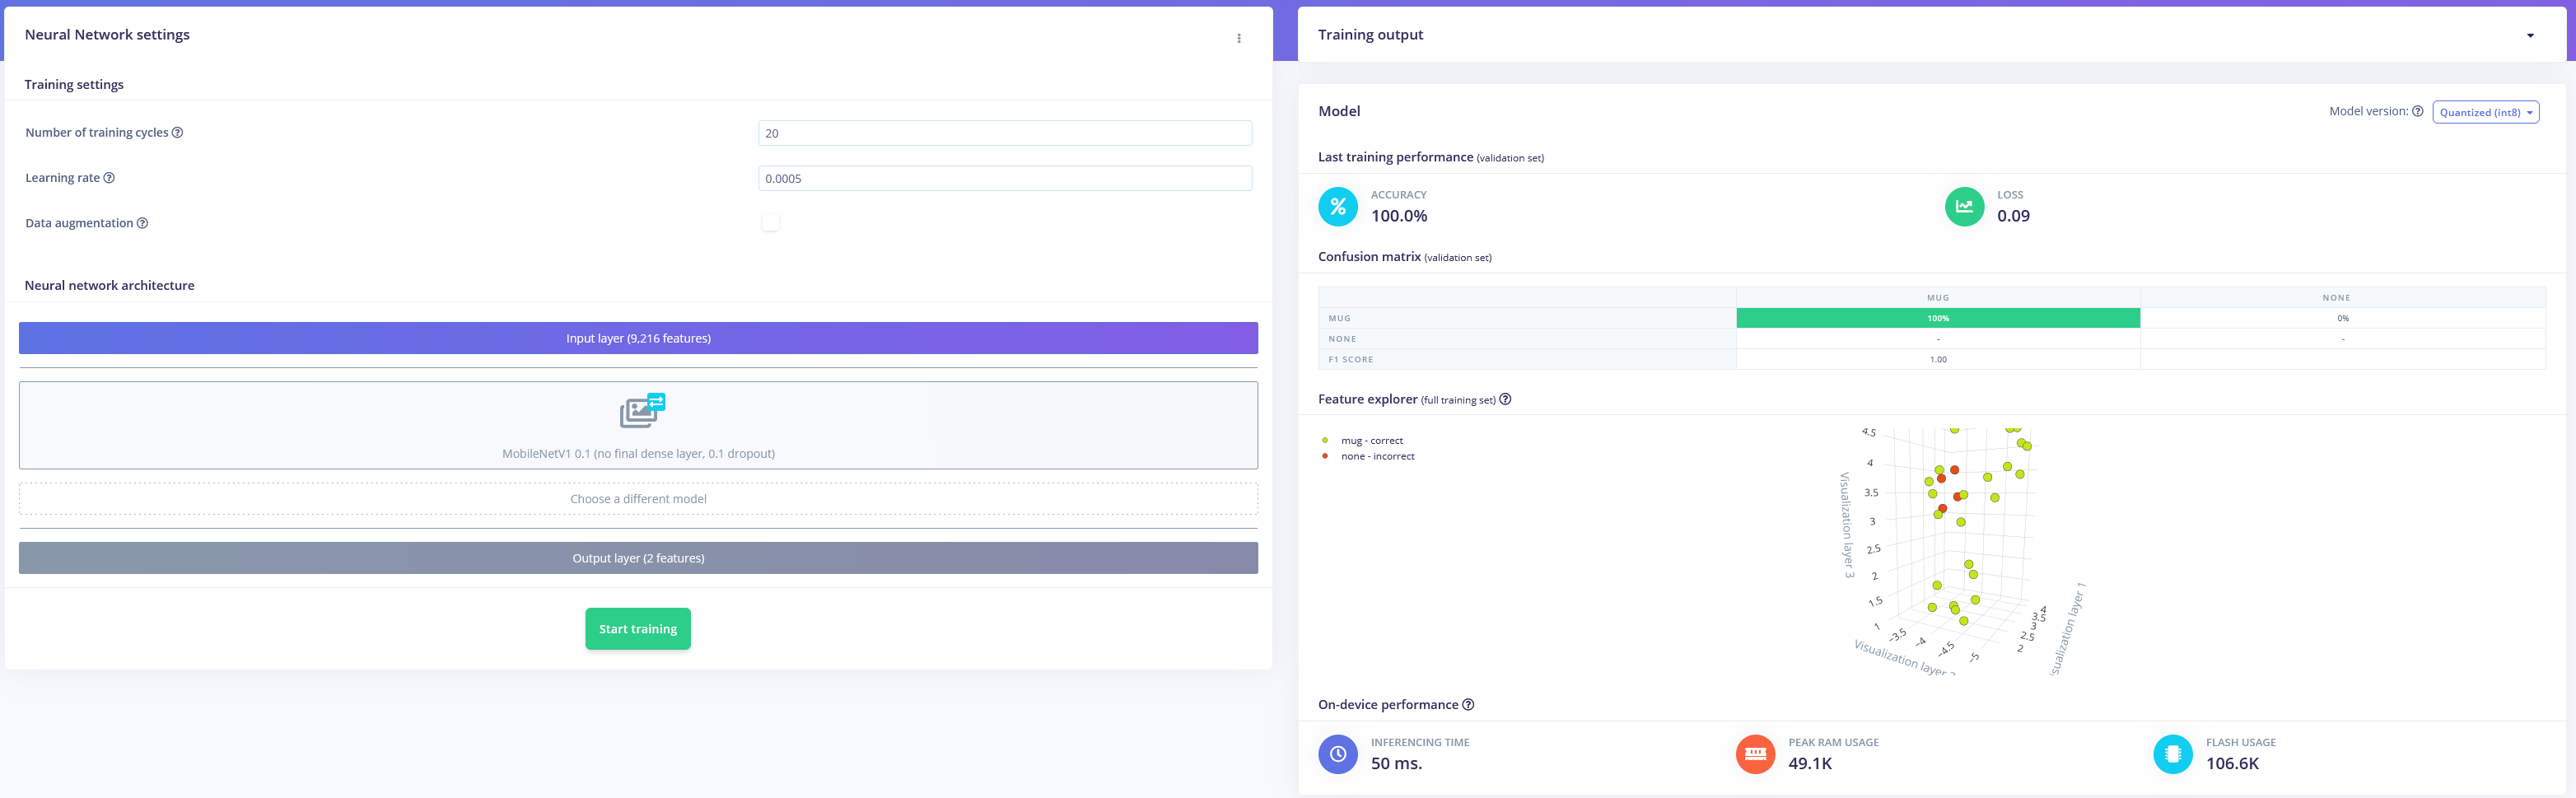 Neural Network settings
Training settings
Number of training cycles
20
Learning rate
0.0005
Data augmentation
Neural network architecture
Input layer (9,216 features)
MobileNetV1 0.1 (no final dense layer, 0.1 dropout)
Choose a different model
Output layer (2 features)
Start training
Training output
Model
Model version:
Quantized (int8)
Last training performance (validation set)
ACCURACY
100.0%
LOSS
0.09
Confusion matrix (validation set)
MUG NONE
MUG 100% 0%
NONE - -
F1 SCORE 1.00
Feature explorer (full training set)
mug - correct
none - incorrect
4.5
4
3.5
3
2.5
2
1.5
1
Visualization layer 3
−3.5
−4
−4.5
−5
Visualization layer
4
3.5
3
2.5
2
sualization layer 1
On-device performance
INFERENCING TIME
50 ms.
PEAK RAM USAGE
49.1K
FLASH USAGE
106.6K